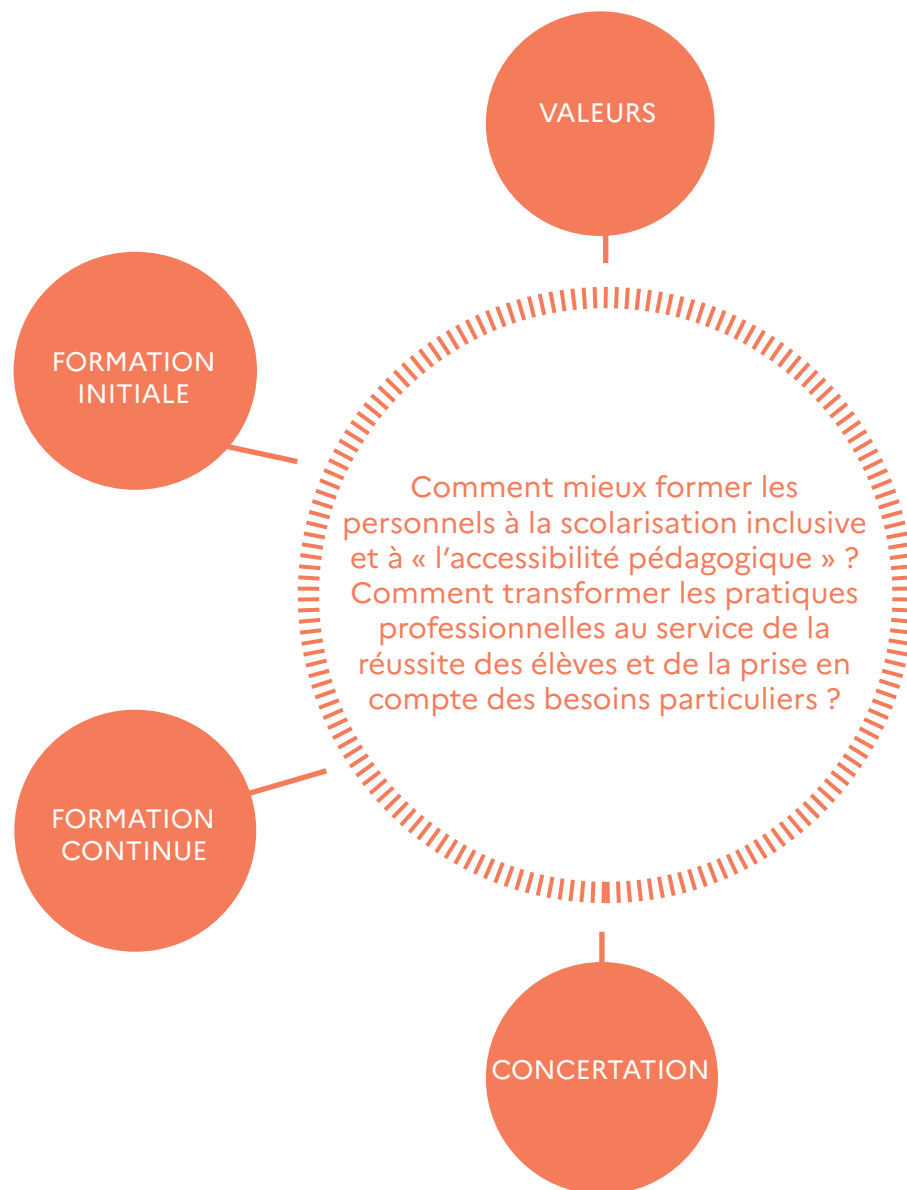 VALEURS
FORMATION
INITIALE
Comment mieux former les
personnels à la scolarisation inclusive
et à « l’accessibilité pédagogique » ?
Comment transformer les pratiques
professionnelles au service de la
réussite des élèves et de la prise en
compte des besoins particuliers ?
FORMATION
CONTINUE
CONCERTATION